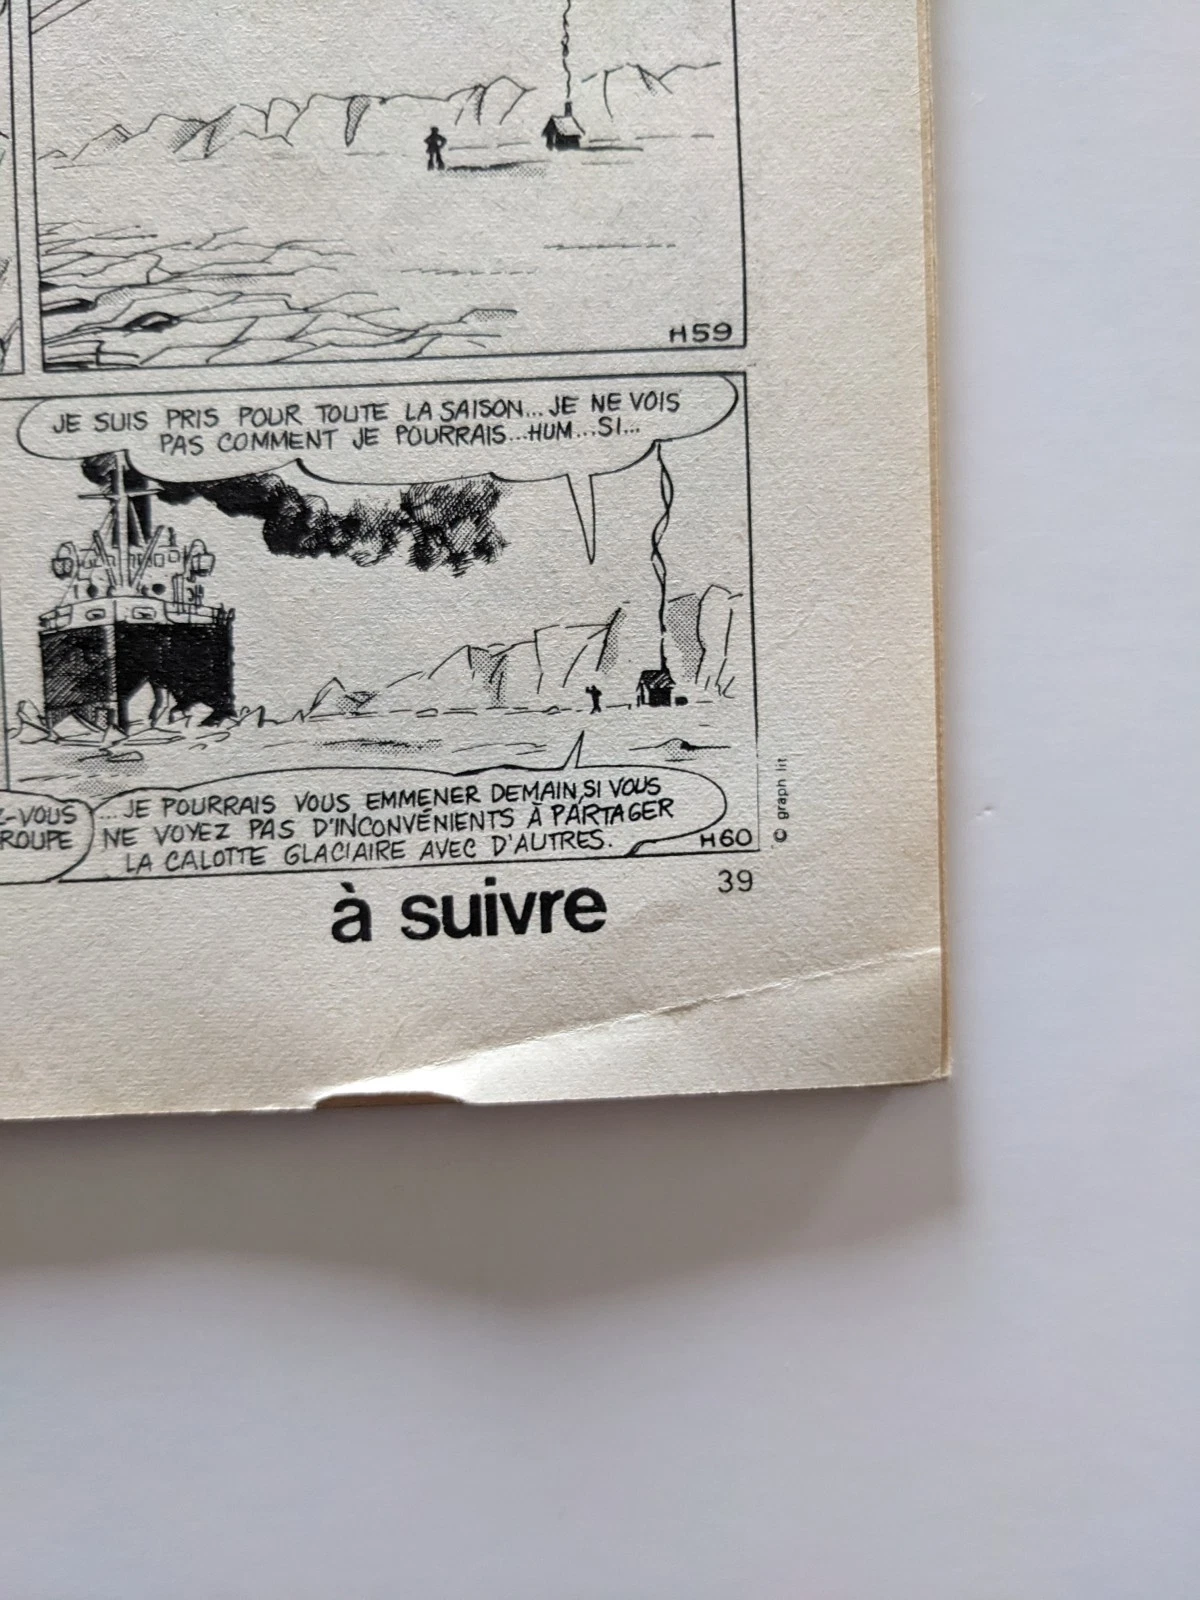 H59
JE SUIS PRIS POUR TOUTE LA SAISON... JE NE VOIS
PAS COMMENT JE POURRAIS...HUM...SI...
Z-VOUS
ROUPE
...JE POURRAIS VOUS EMMENER DEMAIN, SI VOUS
NE VOYEZ PAS D'INCONVÉNIENTS À PARTAGER
LA CALOTTE GLACIAIRE AVEC D'AUTRES.
H60
© graph lit
39
à suivre